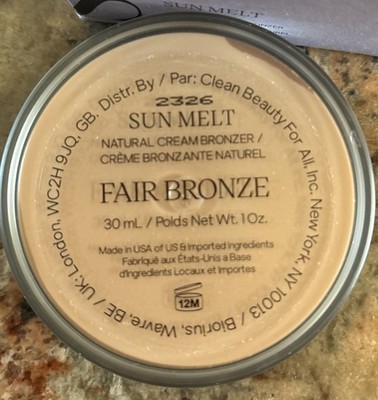 SUN MELT
Distr. By / Par: Clean Beauty For All, Inc. New York, NY 10013 / Biorius, Wavre, BE / UK: London, WC2H 9JQ, GB.
2326
SUN MELT
NATURAL CREAM BRONZER /
CRÈME BRONZANTE NATUREL
FAIR BRONZE
30 mL / Poids Net Wt. 1 Oz.
Made in USA of US & Imported Ingredients
Fabriqué aux États-Unis a Base
d'Ingredients Locaux et Importes
12M